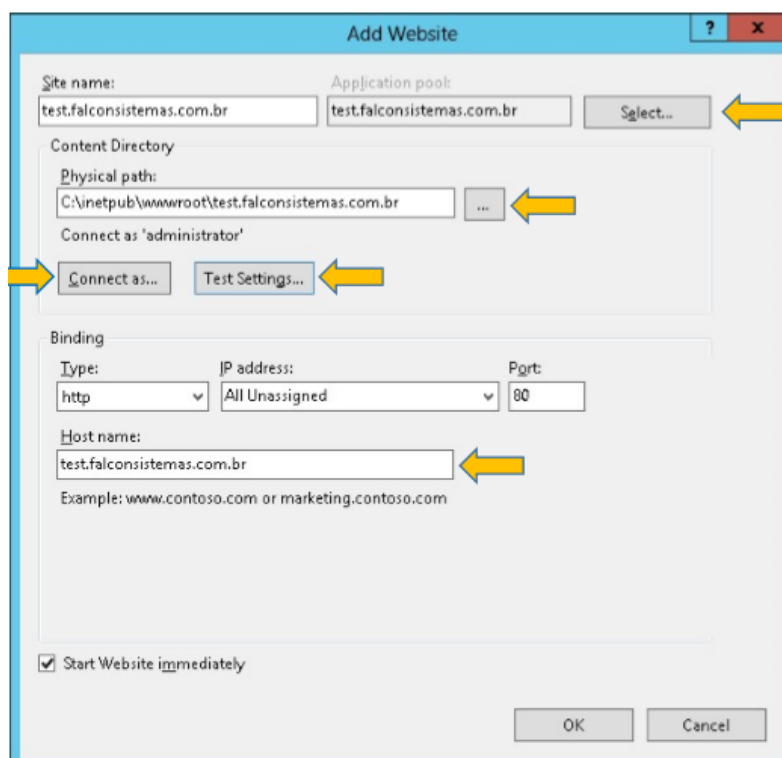 Add Website
? x
Site name: Application pool:
test.falconsistemas.com.br test.falconsistemas.com.br Select...
Content Directory
Physical path:
C:\inetpub\wwwroot\test.falconsistemas.com.br ...
Connect as 'administrator'
Connect as... Test Settings...
Binding
Type: IP address: Port:
http All Unassigned 80
Host name:
test.falconsistemas.com.br
Example: www.contoso.com or marketing.contoso.com
Start Website immediately
OK Cancel